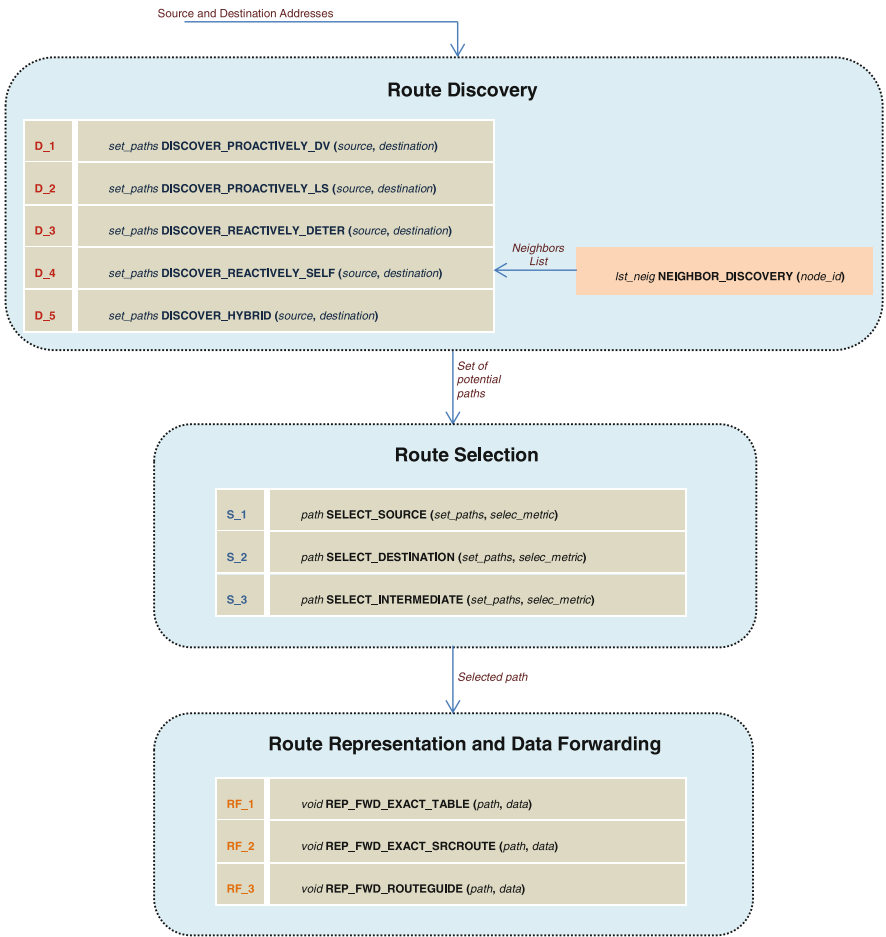 Source and Destination Addresses
Route Discovery
D_1 set_paths DISCOVER_PROACTIVELY_DV (source, destination)
D_2 set_paths DISCOVER_PROACTIVELY_LS (source, destination)
D_3 set_paths DISCOVER_REACTIVELY_DETER (source, destination)
D_4 set_paths DISCOVER_REACTIVELY_SELF (source, destination)
D_5 set_paths DISCOVER_HYBRID (source, destination)
Neighbors
List
lst_neig NEIGHBOR_DISCOVERY (node_id)
Set of
potential
paths
Route Selection
S_1 path SELECT_SOURCE (set_paths, selec_metric)
S_2 path SELECT_DESTINATION (set_paths, selec_metric)
S_3 path SELECT_INTERMEDIATE (set_paths, selec_metric)
Selected path
Route Representation and Data Forwarding
RF_1 void REP_FWD_EXACT_TABLE (path, data)
RF_2 void REP_FWD_EXACT_SRCROUTE (path, data)
RF_3 void REP_FWD_ROUTEGUIDE (path, data)